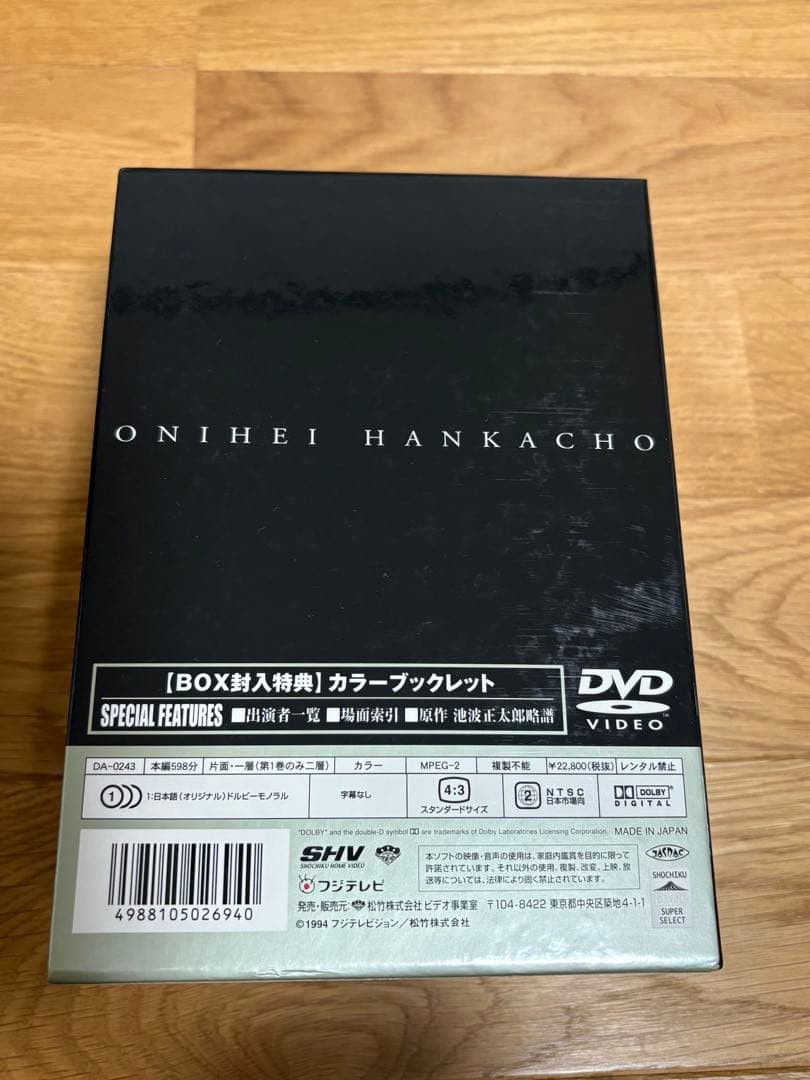 ONIHEI HANKACHO
【BOX封入特典】カラーブックレット
SPECIAL FEATURES ■出演者一覧 ■場面索引 ■原作 池波正太郎略譜
DVD
VIDEO
DA-0243 本編598分 片面・一層(第1巻のみ二層) カラー MPEG-2 複製不能 ¥22,800(税抜) レンタル禁止
1 1:日本語(オリジナル)ドルビーモノラル 字幕なし 4:3 スタンダードサイズ 2 NTSC 日本市場向 DOLBY DIGITAL
"DOLBY" and the double-D symbol are trademarks of Dolby Laboratories Licensing Corporation. MADE IN JAPAN
4988105026940
SHV
SHOCHIKU HOME VIDEO
フジテレビ
本ソフトの映像・音声の使用は、家庭内鑑賞を目的に限って
許諾されています。それ以外の使用、複製、改変、上映、放
送等については、法律により固く禁止されています。
発売・販売元: 松竹株式会社 ビデオ事業室 〒104-8422 東京都中央区築地4-1-1
©1994 フジテレビジョン/松竹株式会社
JASRAC
SHOCHIKU
SUPER
SELECT